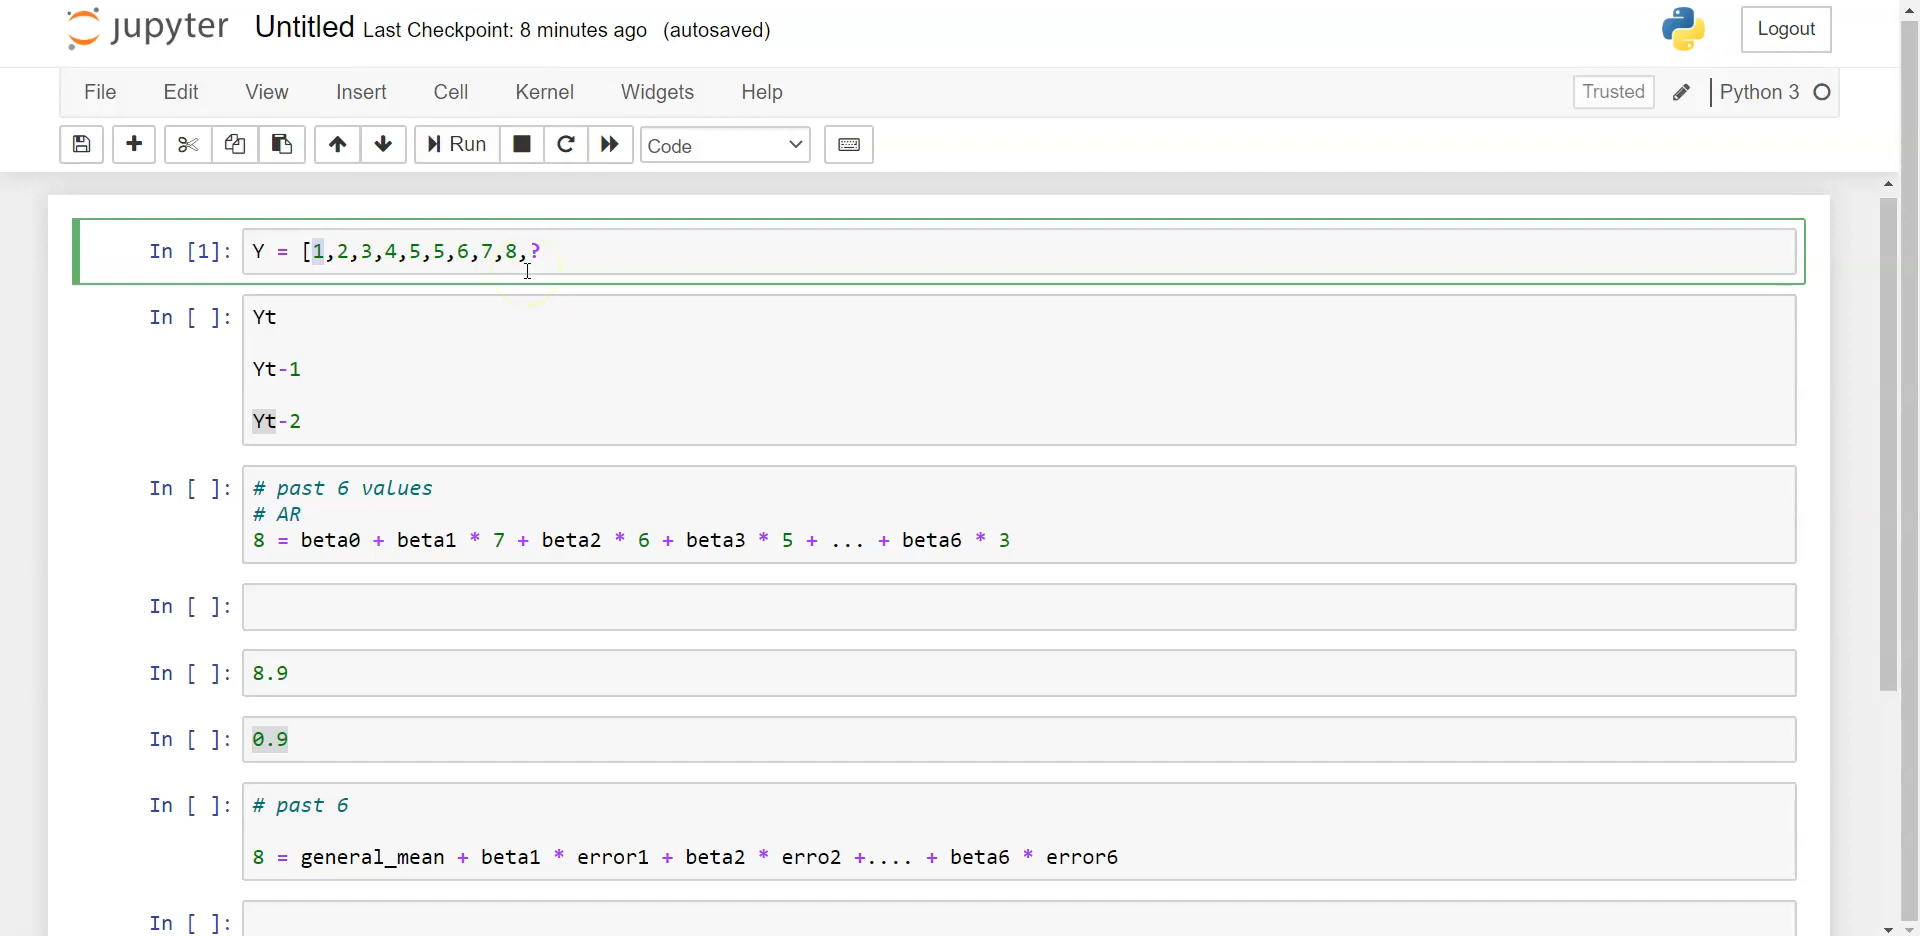 jupyter Untitled Last Checkpoint: 8 minutes ago (autosaved) Logout
File Edit View Insert Cell Kernel Widgets Help Trusted Python 3
Run Code
In [1]: Y = [1,2,3,4,5,5,6,7,8,?
In [ ]: Yt
Yt-1
Yt-2
In [ ]: # past 6 values
# AR
8 = beta0 + beta1 * 7 + beta2 * 6 + beta3 * 5 + ... + beta6 * 3
In [ ]:
In [ ]: 8.9
In [ ]: 0.9
In [ ]: # past 6
8 = general_mean + beta1 * error1 + beta2 * erro2 +.... + beta6 * error6
In [ ]: